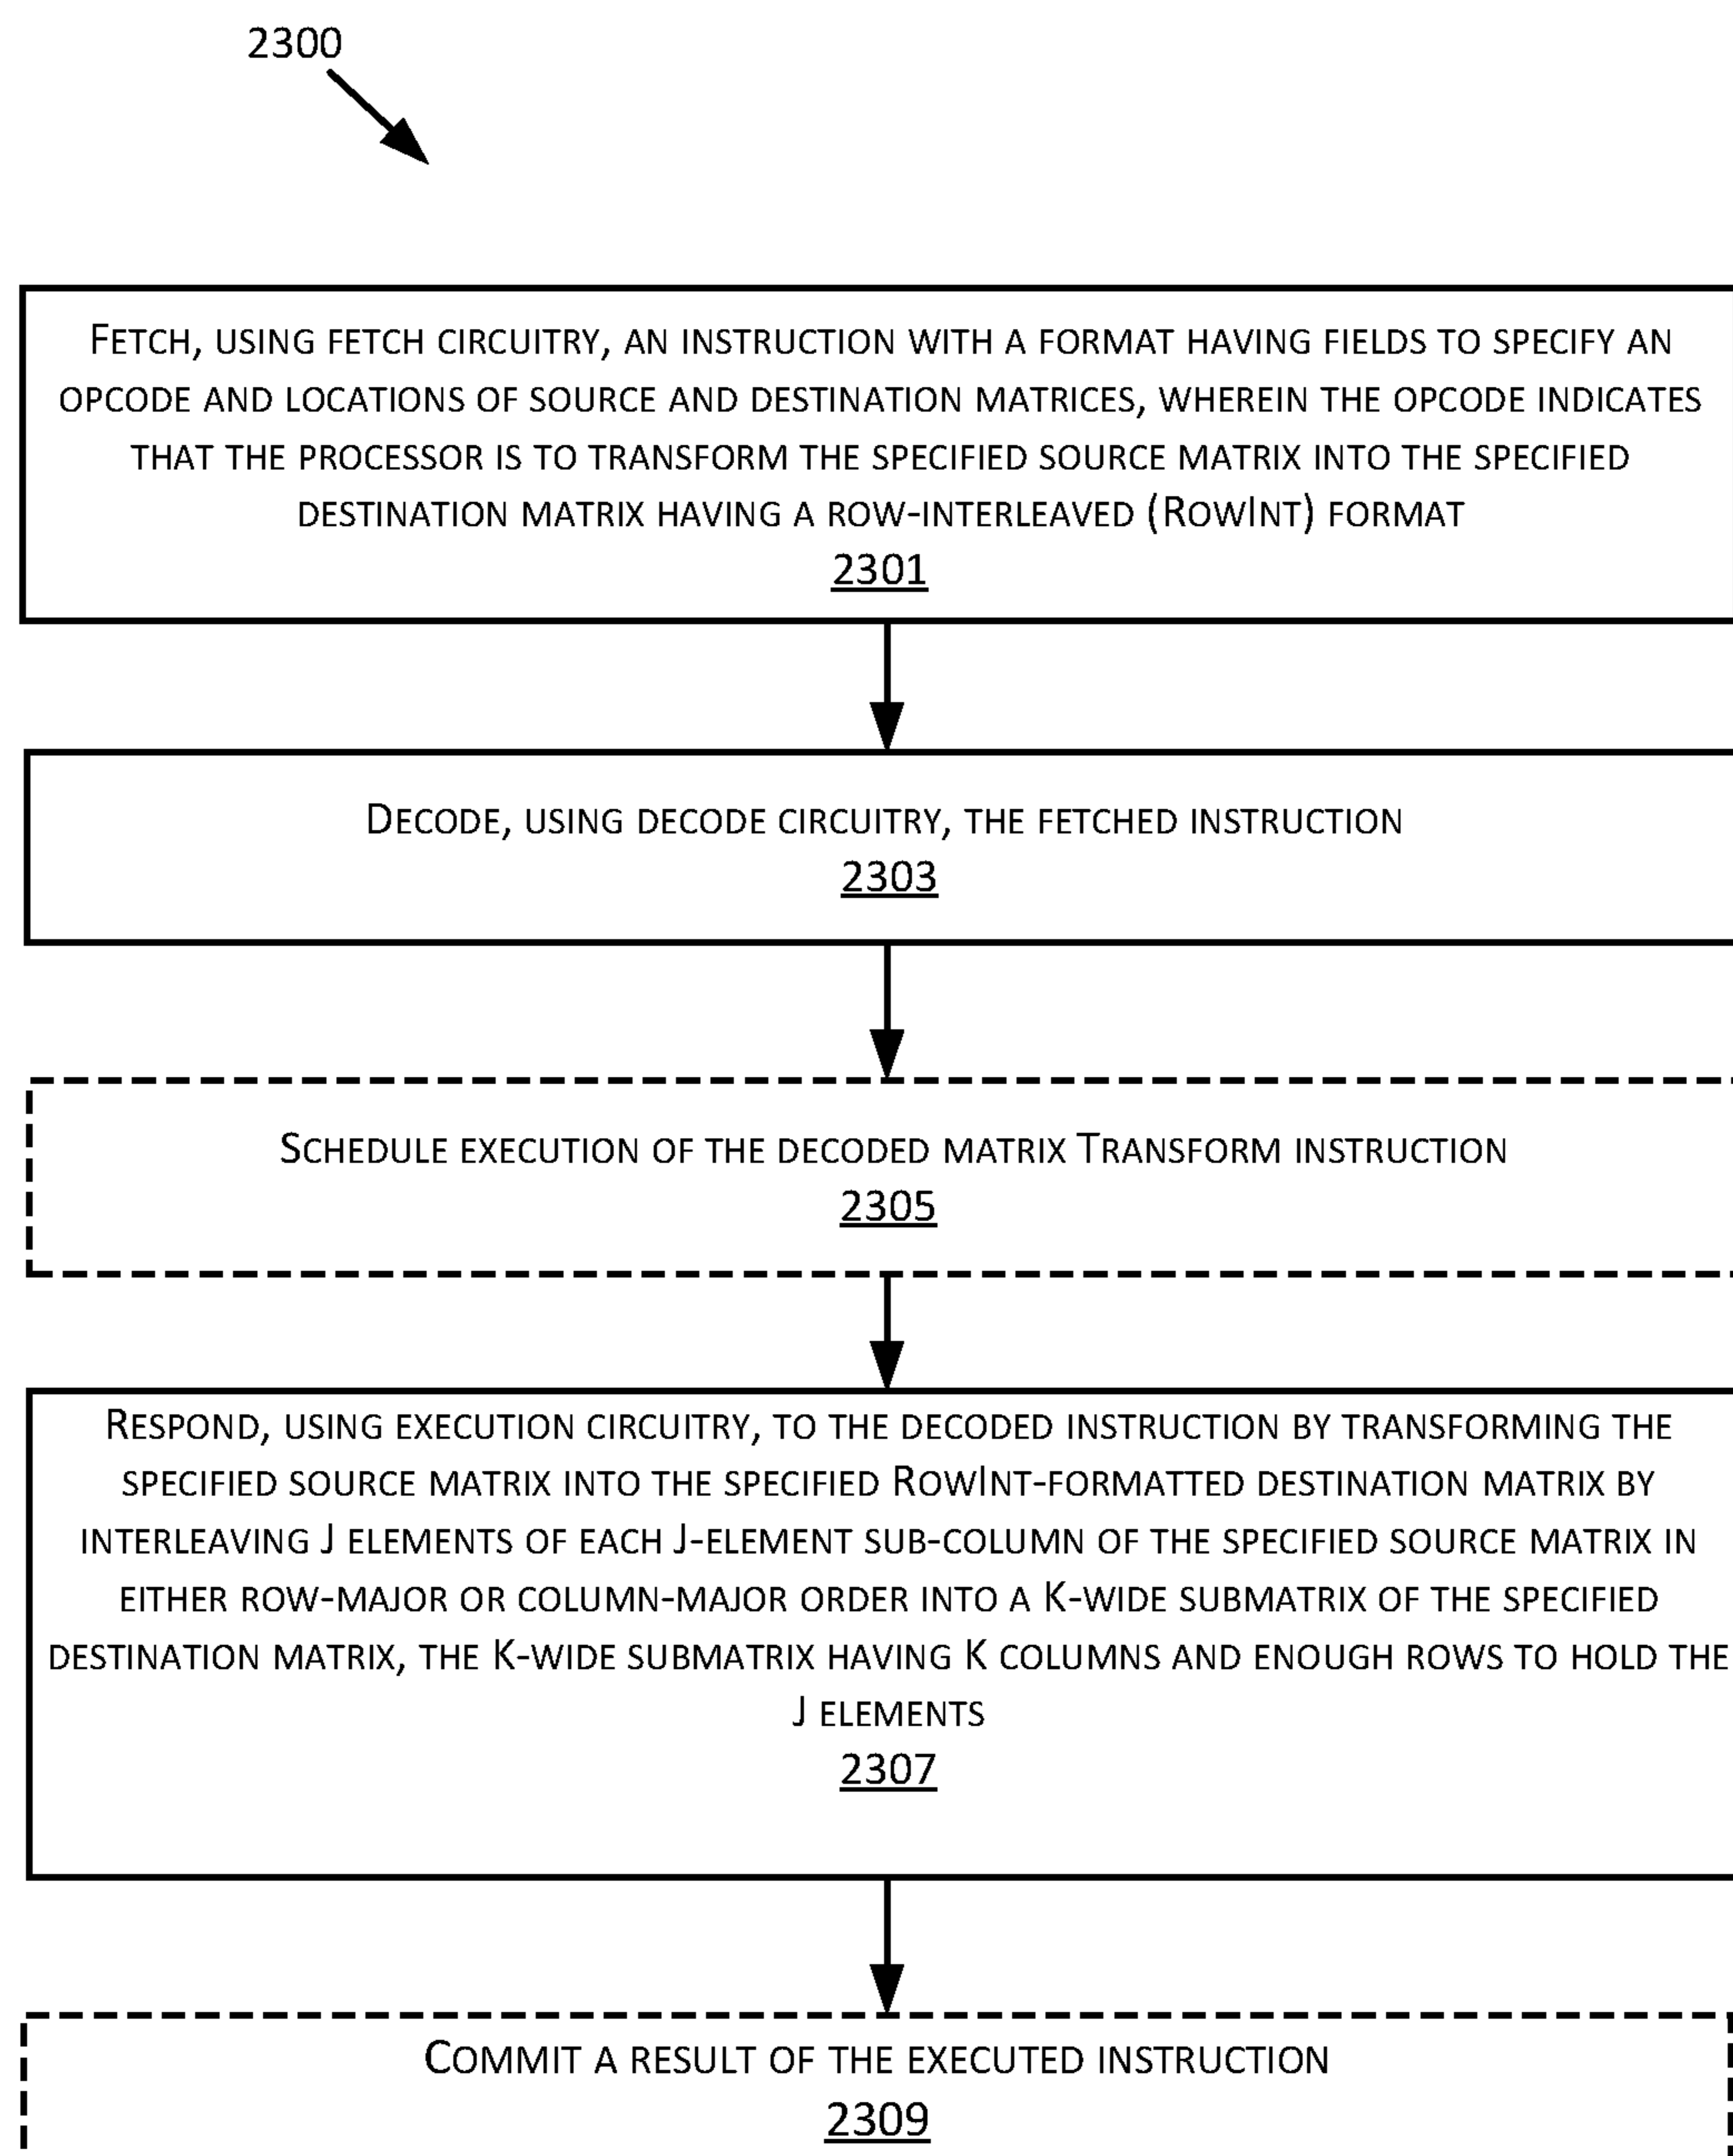 2300
FETCH, USING FETCH CIRCUITRY, AN INSTRUCTION WITH A FORMAT HAVING FIELDS TO SPECIFY AN
OPCODE AND LOCATIONS OF SOURCE AND DESTINATION MATRICES, WHEREIN THE OPCODE INDICATES
THAT THE PROCESSOR IS TO TRANSFORM THE SPECIFIED SOURCE MATRIX INTO THE SPECIFIED
DESTINATION MATRIX HAVING A ROW-INTERLEAVED (ROWINT) FORMAT
2301
DECODE, USING DECODE CIRCUITRY, THE FETCHED INSTRUCTION
2303
SCHEDULE EXECUTION OF THE DECODED MATRIX TRANSFORM INSTRUCTION
2305
RESPOND, USING EXECUTION CIRCUITRY, TO THE DECODED INSTRUCTION BY TRANSFORMING THE
SPECIFIED SOURCE MATRIX INTO THE SPECIFIED ROWINT-FORMATTED DESTINATION MATRIX BY
INTERLEAVING J ELEMENTS OF EACH J-ELEMENT SUB-COLUMN OF THE SPECIFIED SOURCE MATRIX IN
EITHER ROW-MAJOR OR COLUMN-MAJOR ORDER INTO A K-WIDE SUBMATRIX OF THE SPECIFIED
DESTINATION MATRIX, THE K-WIDE SUBMATRIX HAVING K COLUMNS AND ENOUGH ROWS TO HOLD THE
J ELEMENTS
2307
COMMIT A RESULT OF THE EXECUTED INSTRUCTION
2309